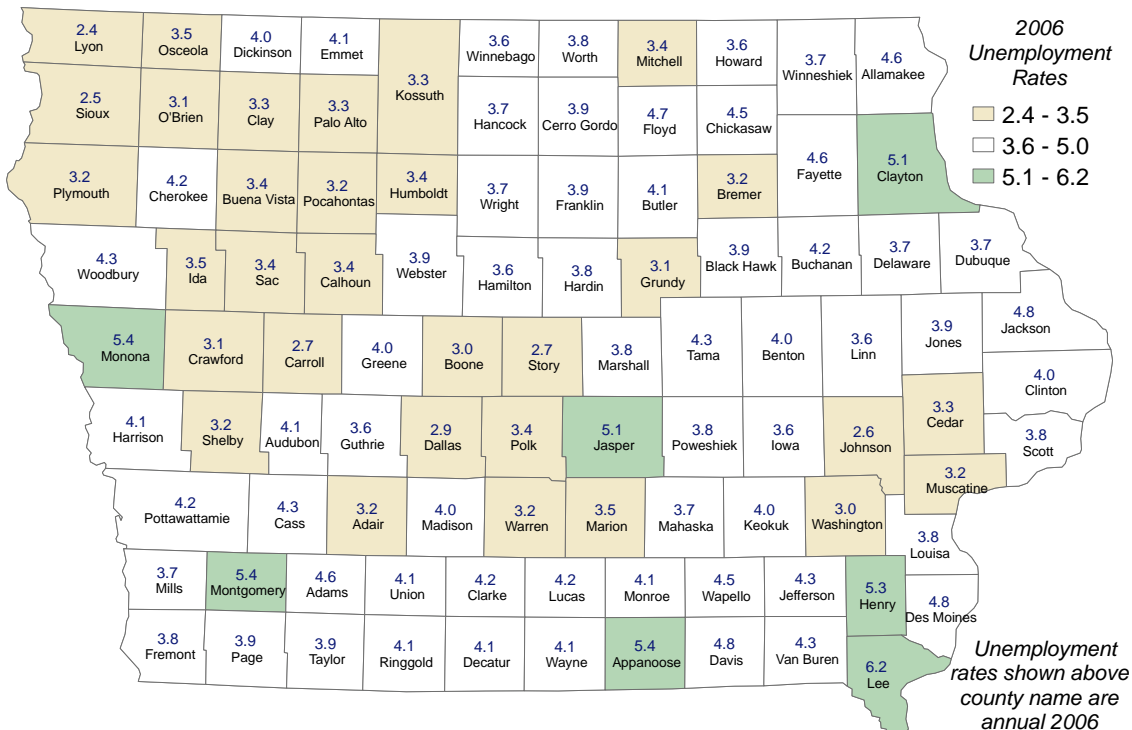 2006
Unemployment
Rates
2.4 - 3.5
3.6 - 5.0
5.1 - 6.2
2.4
Lyon
3.5
Osceola
4.0
Dickinson
4.1
Emmet
3.3
Kossuth
3.6
Winnebago
3.8
Worth
3.4
Mitchell
3.6
Howard
3.7
Winneshiek
4.6
Allamakee
2.5
Sioux
3.1
O'Brien
3.3
Clay
3.3
Palo Alto
3.7
Hancock
3.9
Cerro Gordo
4.7
Floyd
4.5
Chickasaw
4.6
Fayette
5.1
Clayton
3.2
Plymouth
4.2
Cherokee
3.4
Buena Vista
3.2
Pocahontas
3.4
Humboldt
3.7
Wright
3.9
Franklin
4.1
Butler
3.2
Bremer
4.3
Woodbury
3.5
Ida
3.4
Sac
3.4
Calhoun
3.9
Webster
3.6
Hamilton
3.8
Hardin
3.1
Grundy
3.9
Black Hawk
4.2
Buchanan
3.7
Delaware
3.7
Dubuque
5.4
Monona
3.1
Crawford
2.7
Carroll
4.0
Greene
3.0
Boone
2.7
Story
3.8
Marshall
4.3
Tama
4.0
Benton
3.6
Linn
3.9
Jones
4.8
Jackson
4.0
Clinton
4.1
Harrison
3.2
Shelby
4.1
Audubon
3.6
Guthrie
2.9
Dallas
3.4
Polk
5.1
Jasper
3.8
Poweshiek
3.6
Iowa
2.6
Johnson
3.3
Cedar
3.8
Scott
3.2
Muscatine
4.2
Pottawattamie
4.3
Cass
3.2
Adair
4.0
Madison
3.2
Warren
3.5
Marion
3.7
Mahaska
4.0
Keokuk
3.0
Washington
3.8
Louisa
3.7
Mills
5.4
Montgomery
4.6
Adams
4.1
Union
4.2
Clarke
4.2
Lucas
4.1
Monroe
4.5
Wapello
4.3
Jefferson
5.3
Henry
4.8
Des Moines
3.8
Fremont
3.9
Page
3.9
Taylor
4.1
Ringgold
4.1
Decatur
4.1
Wayne
5.4
Appanoose
4.8
Davis
4.3
Van Buren
6.2
Lee
Unemployment
rates shown above
county name are
annual 2006